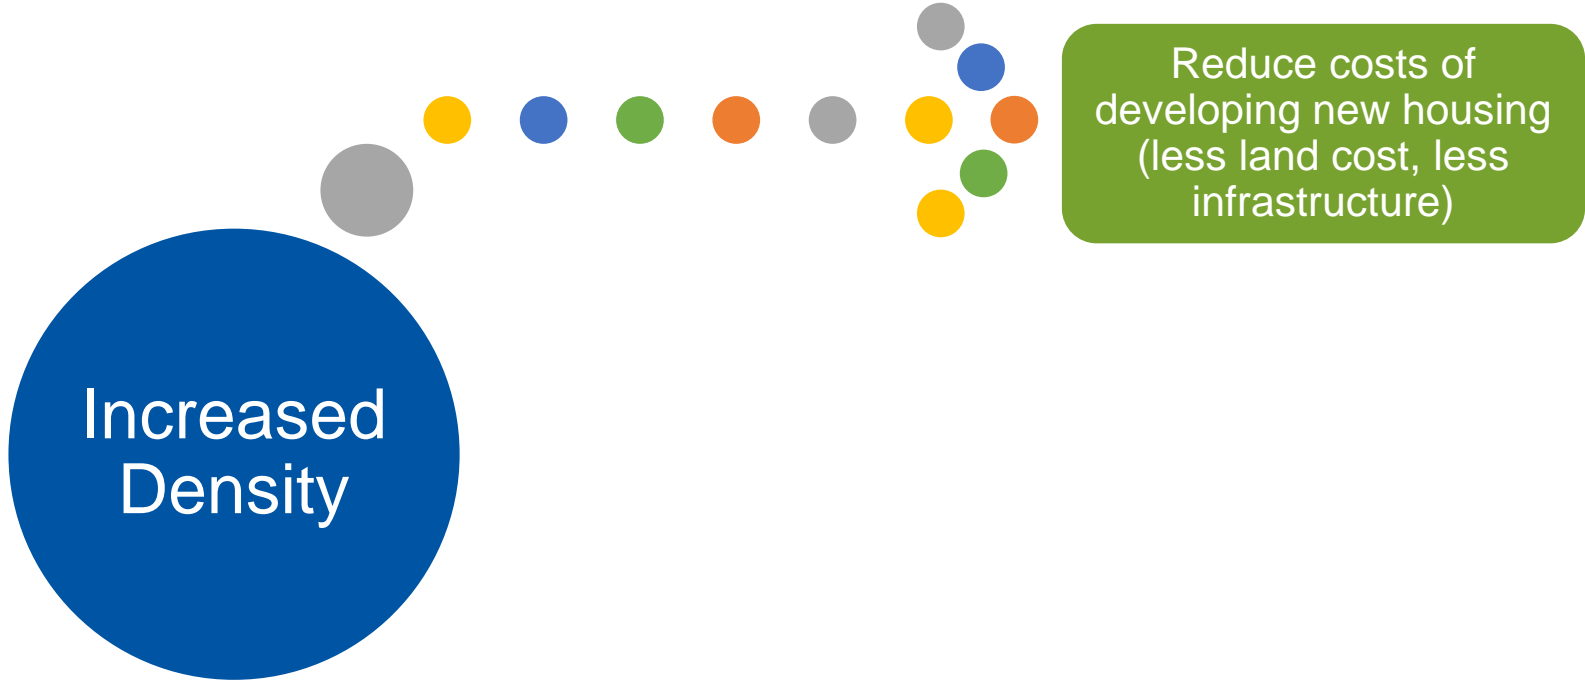 Increased
Density
Reduce costs of
developing new housing
(less land cost, less
infrastructure)